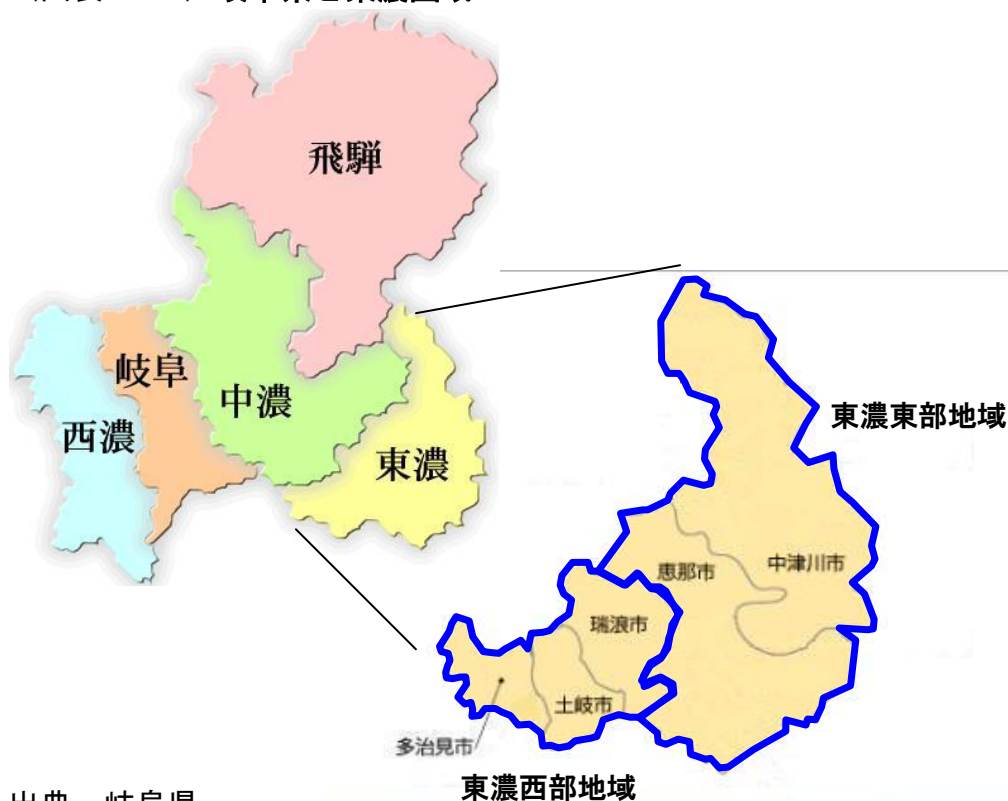 飛騨
岐阜
中濃
西濃
東濃
東濃東部地域
中津川市
恵那市
瑞浪市
土岐市
多治見市
東濃西部地域
出典 岐阜県